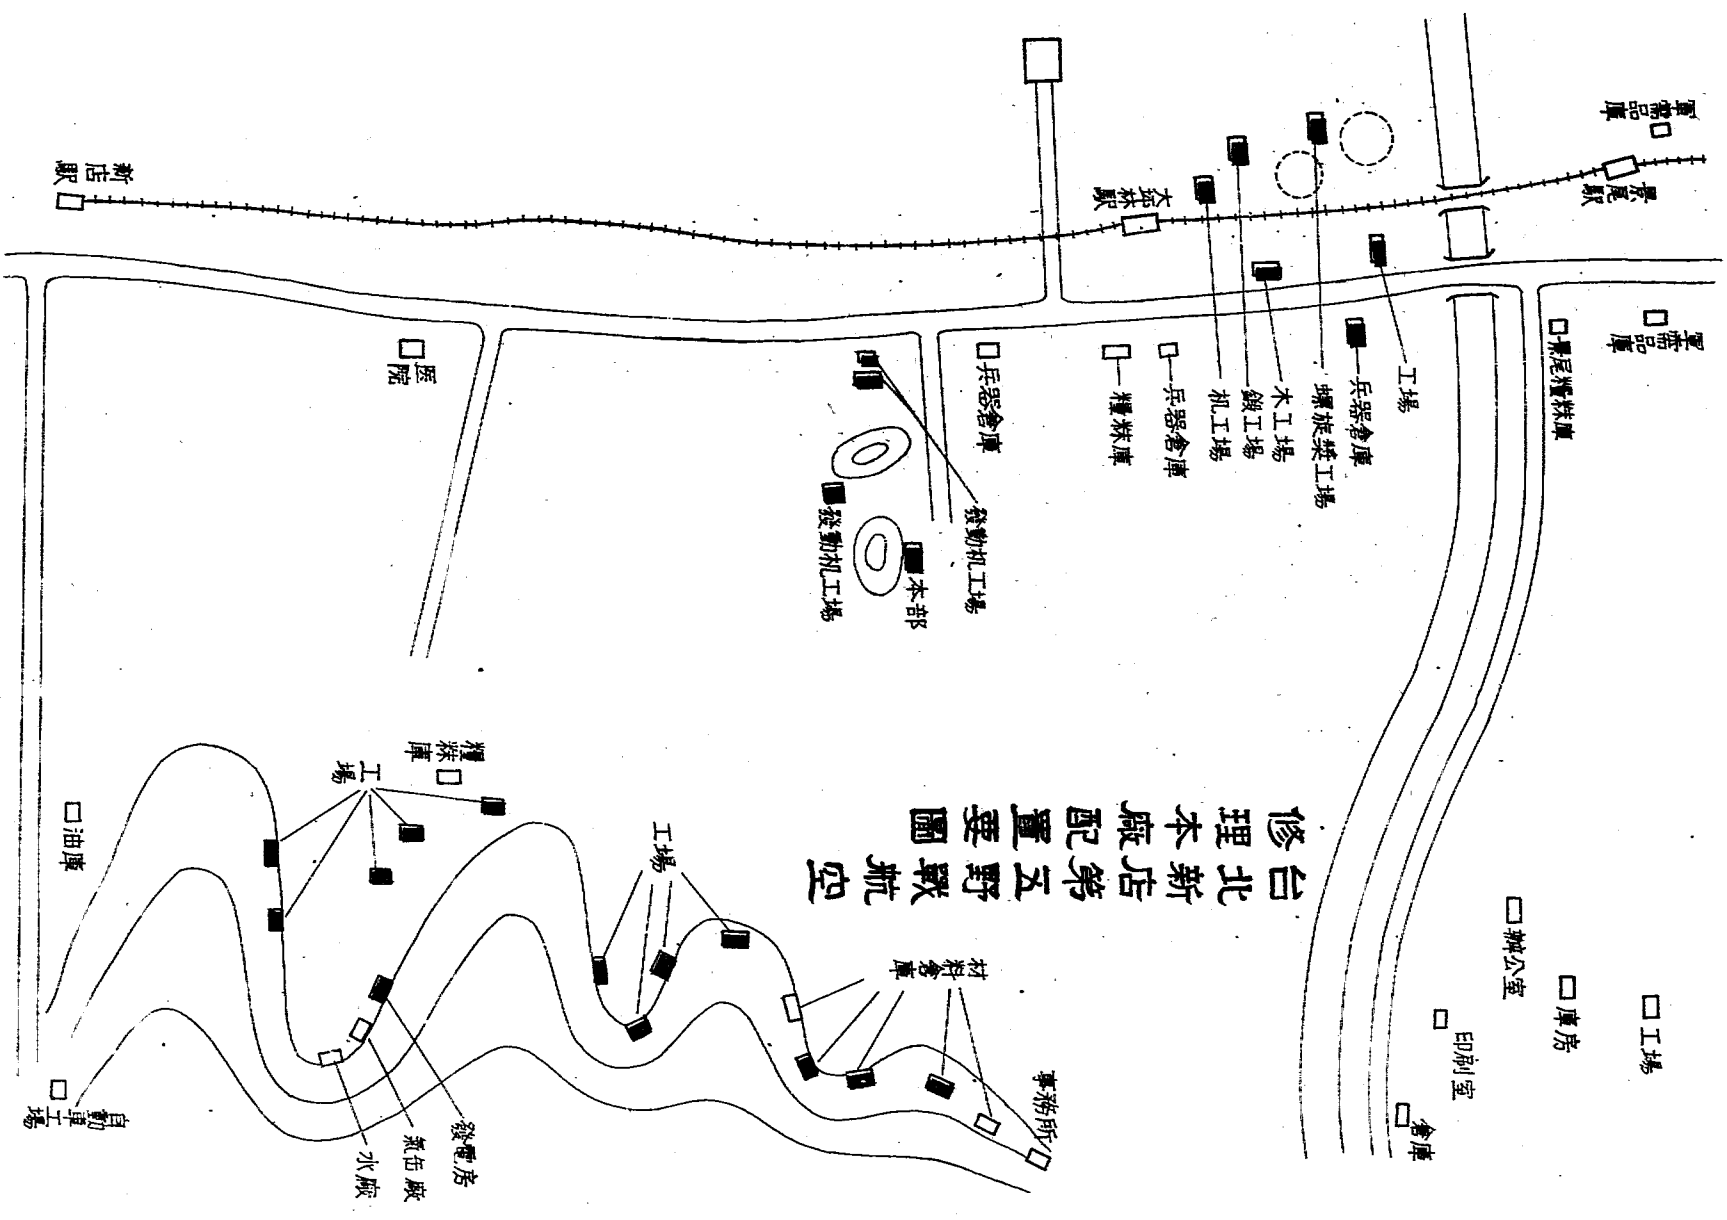 台北新店第五野戰航空
修理本廠配置要圖
軍需品庫
景尾駅
軍需品庫
景尾糧秣庫
工場
兵器倉庫
螺旋槳工場
木工場
鍛工場
机工場
大坪林駅
兵器倉庫
糧秣庫
兵器倉庫
發動机工場
本部
發動机工場
医院
新店駅
工場
庫房
辦公室
印刷室
倉庫
事務所
材料倉庫
工場
糧秣庫
工場
發電房
氣缶廠
水廠
油庫
自動車工場